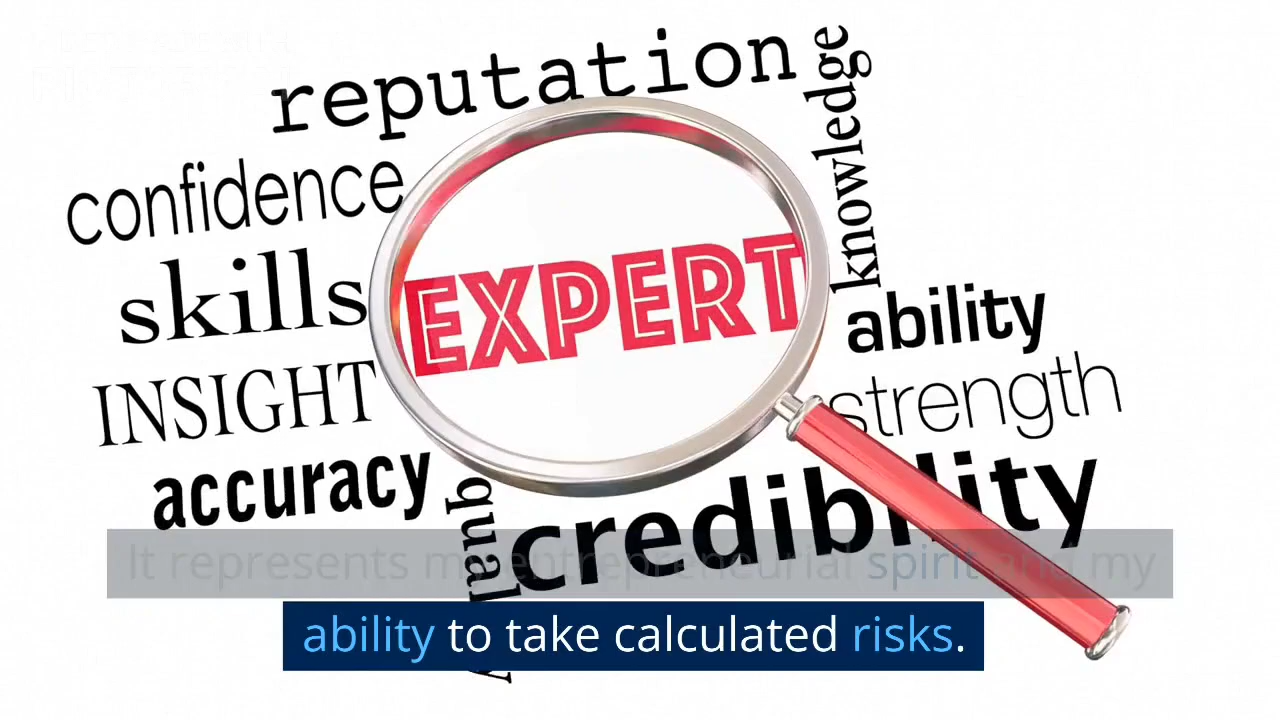 reputation
knowledge
confidence
skills
EXPERT
ability
INSIGHT
strength
accuracy
credibility
It represents my entrepreneurial spirit and my
ability to take calculated risks.